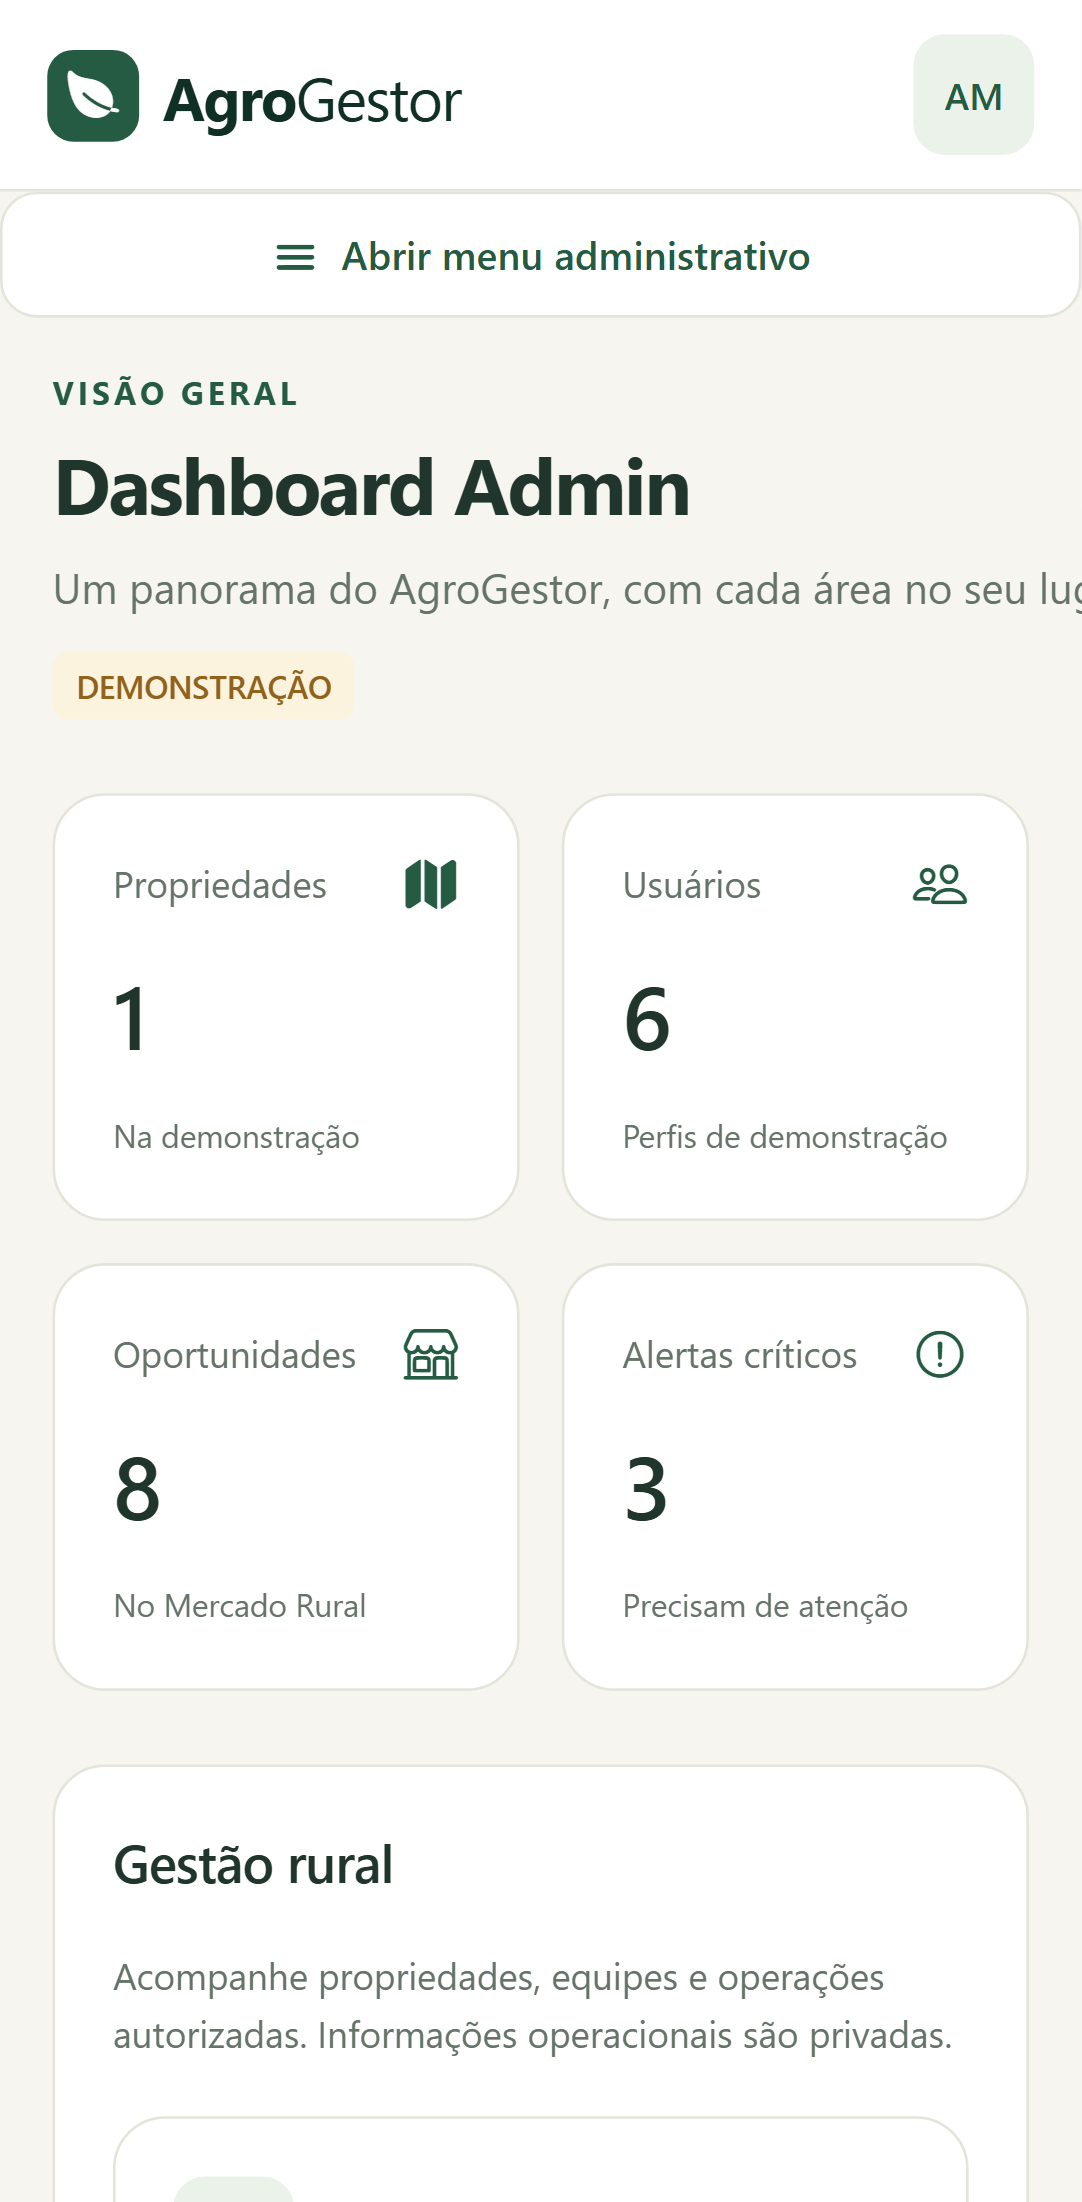 AgroGestor
AM
Abrir menu administrativo
VISÃO GERAL
Dashboard Admin
Um panorama do AgroGestor, com cada área no seu
DEMONSTRAÇÃO
Propriedades
1
Na demonstração
Usuários
6
Perfis de demonstração
Oportunidades
8
No Mercado Rural
Alertas críticos
3
Precisam de atenção
Gestão rural
Acompanhe propriedades, equipes e operações
autorizadas. Informações operacionais são privadas.